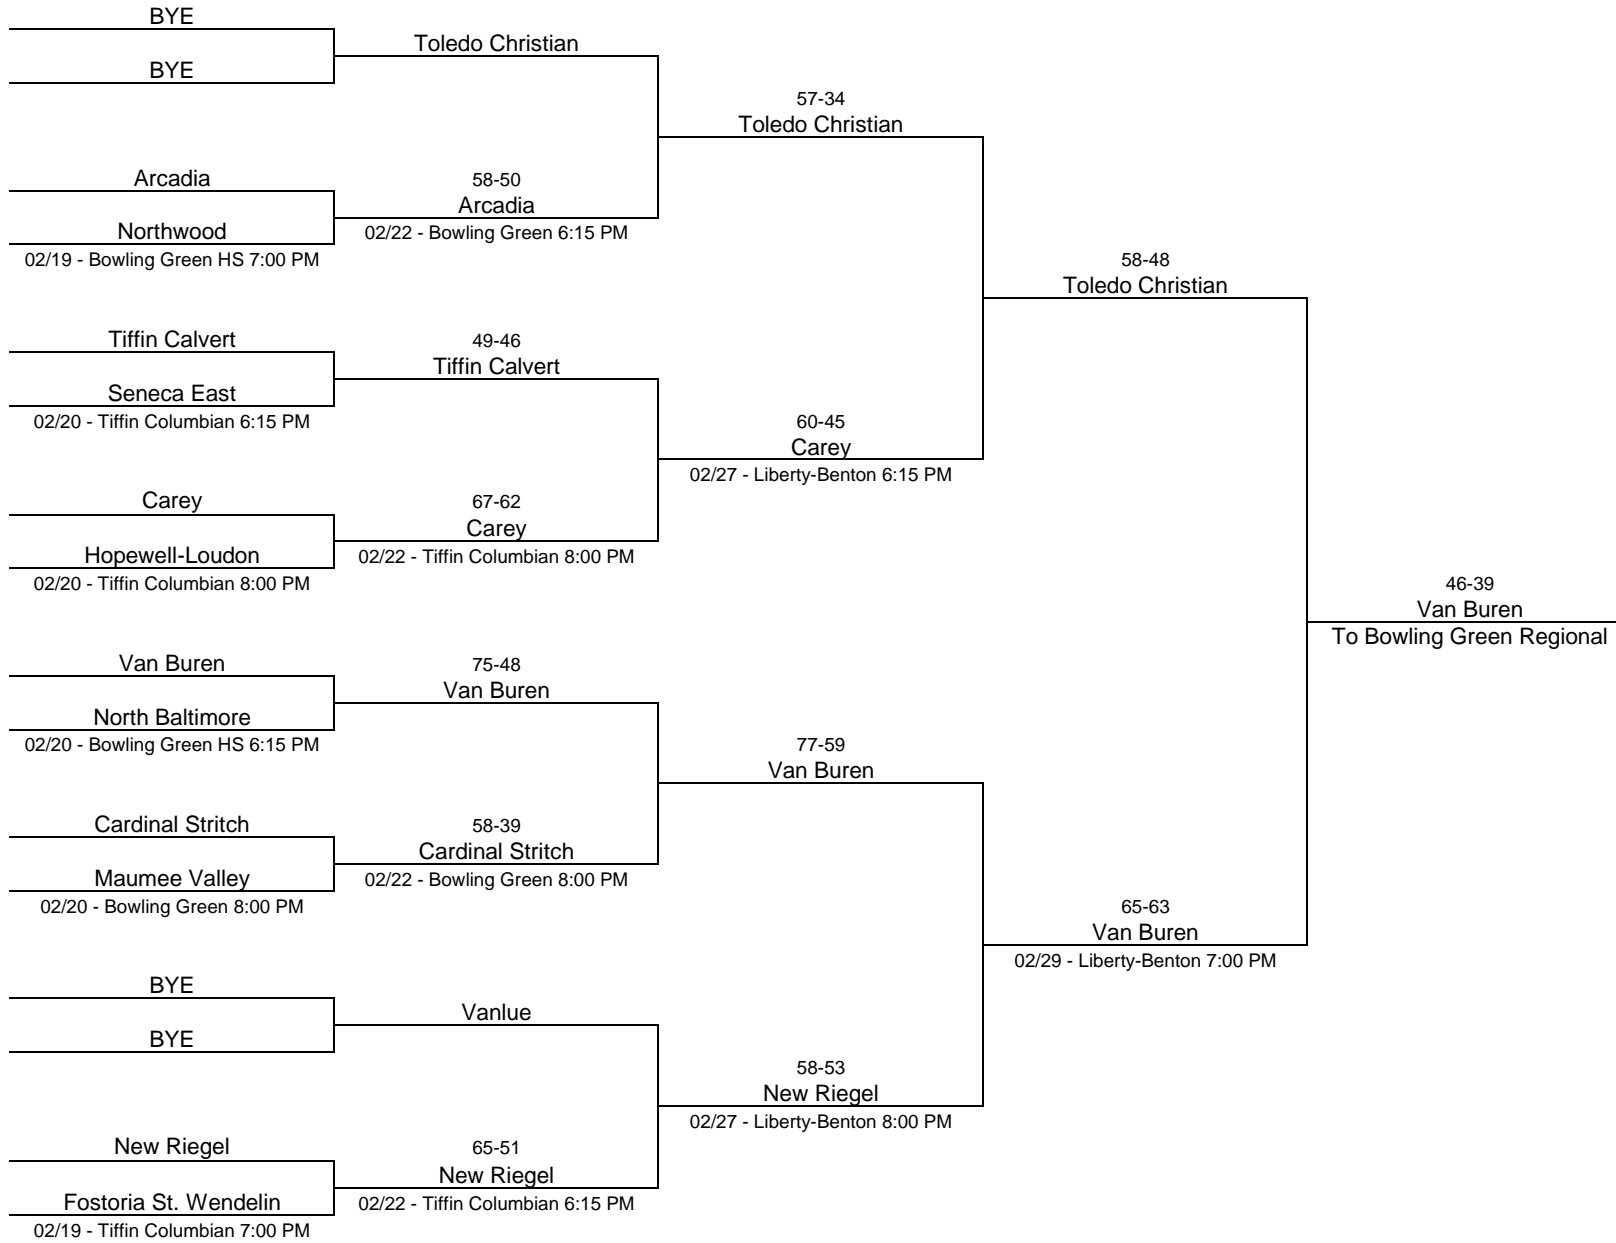 BYE
BYE
Toledo Christian
57-34
Toledo Christian
Arcadia
Northwood
02/19 - Bowling Green HS 7:00 PM
58-50
Arcadia
02/22 - Bowling Green 6:15 PM
58-48
Toledo Christian
Tiffin Calvert
Seneca East
02/20 - Tiffin Columbian 6:15 PM
49-46
Tiffin Calvert
60-45
Carey
02/27 - Liberty-Benton 6:15 PM
Carey
Hopewell-Loudon
02/20 - Tiffin Columbian 8:00 PM
67-62
Carey
02/22 - Tiffin Columbian 8:00 PM
46-39
Van Buren
To Bowling Green Regional
Van Buren
North Baltimore
02/20 - Bowling Green HS 6:15 PM
75-48
Van Buren
77-59
Van Buren
Cardinal Stritch
Maumee Valley
02/20 - Bowling Green 8:00 PM
58-39
Cardinal Stritch
02/22 - Bowling Green 8:00 PM
65-63
Van Buren
02/29 - Liberty-Benton 7:00 PM
BYE
BYE
Vanlue
58-53
New Riegel
02/27 - Liberty-Benton 8:00 PM
New Riegel
Fostoria St. Wendelin
02/19 - Tiffin Columbian 7:00 PM
65-51
New Riegel
02/22 - Tiffin Columbian 6:15 PM